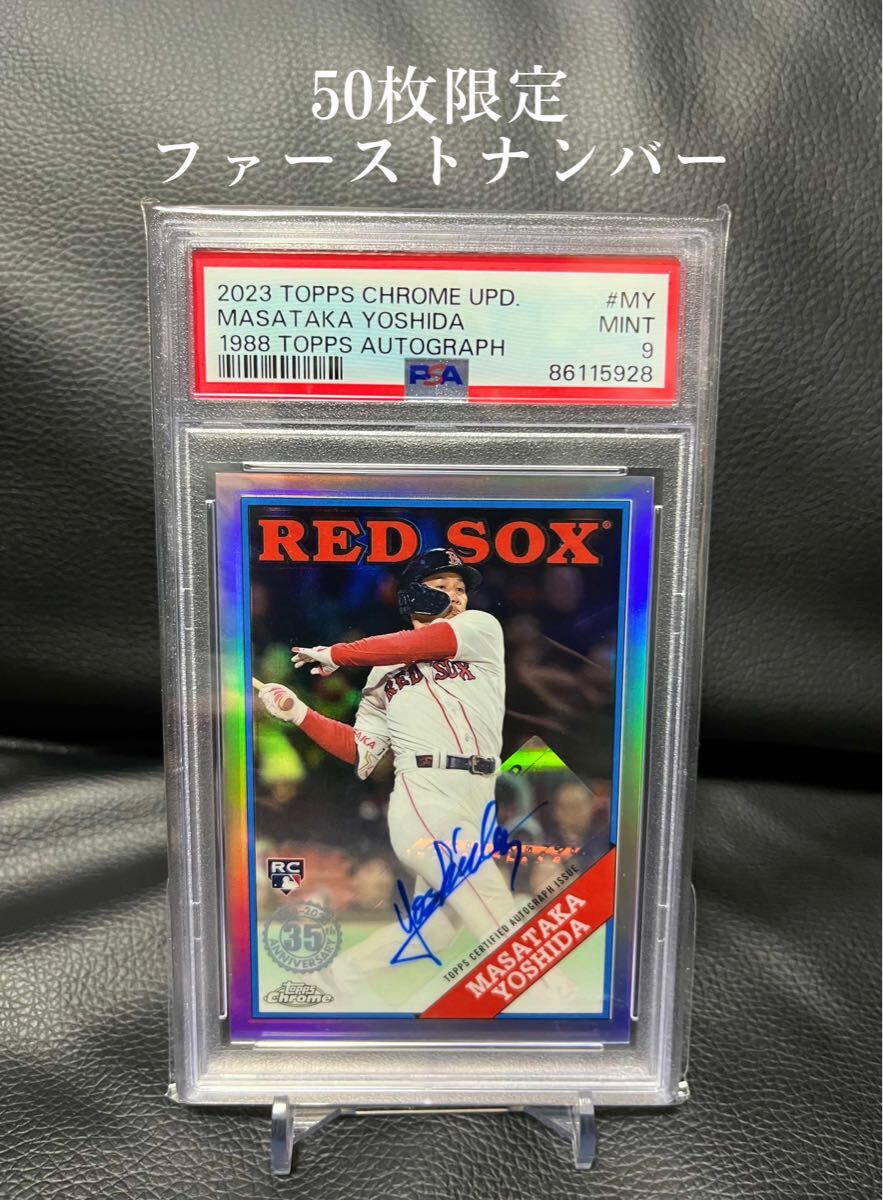 50枚限定
ファーストナンバー
2023 TOPPS CHROME UPD. #MY
MASATAKA YOSHIDA MINT
1988 TOPPS AUTOGRAPH 9
PSA 86115928
RED SOX®
RED SOX
RC
35th
ANNIVERSARY
TOPPS
Chrome
Yoshida
TOPPS CERTIFIED AUTOGRAPH ISSUE
MASATAKA
YOSHIDA